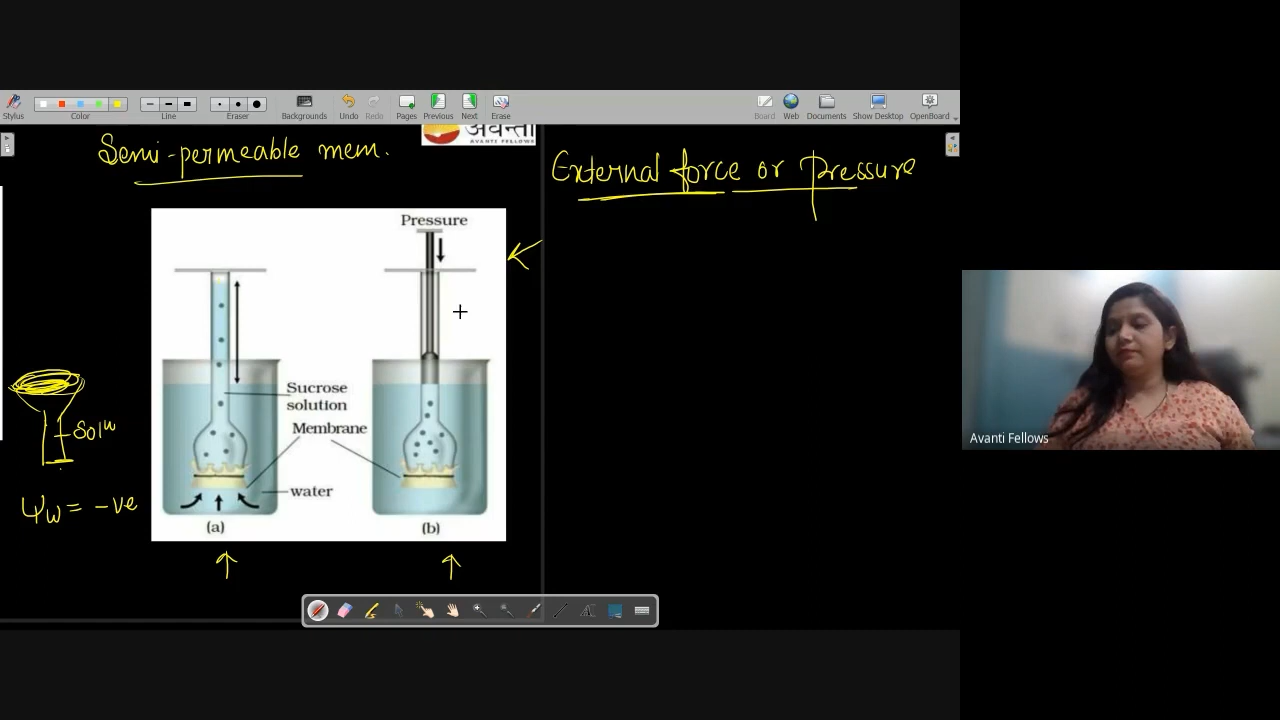 Stylus
Color
Line
Eraser
Backgrounds
Undo
Redo
Pages
Previous
Next
Erase
Board
Web
Documents
Show Desktop
OpenBoard
Semi-permeable mem.
अवन्ती
AVANTI FELLOWS
External force or pressure
Pressure
Sucrose
solution
Membrane
water
(a)
(b)
Solⁿ
Ψw = -ve
Avanti Fellows